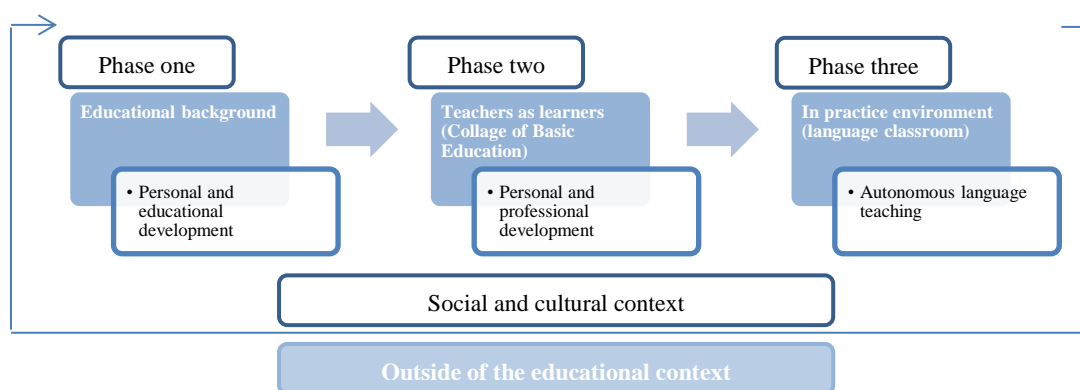 Phase one
Phase two
Phase three
Educational background
Teachers as learners
(Collage of Basic
Education)
In practice environment
(language classroom)
• Personal and
educational
development
• Personal and
professional
development
• Autonomous language
teaching
Social and cultural context
Outside of the educational context